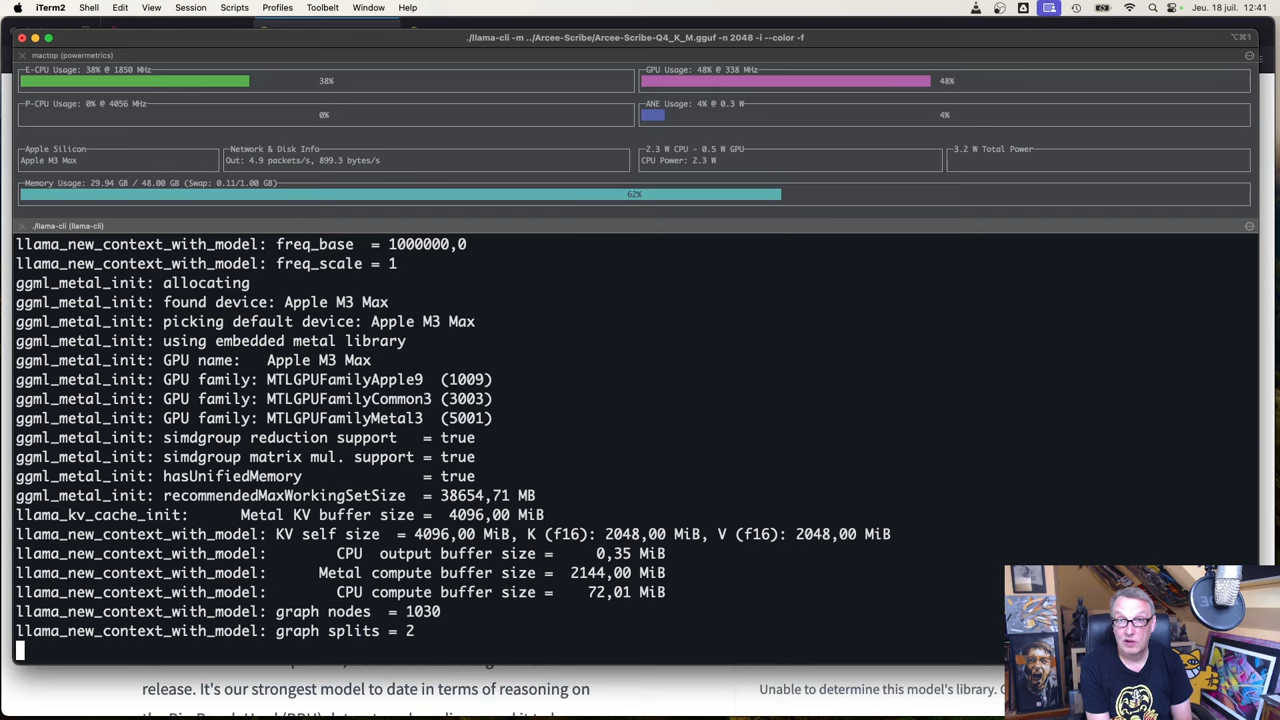 iTerm2 Shell Edit View Session Scripts Profiles Toolbelt Window Help Jeu. 18 juil. 12:41
./llama-cli -m ../Arcee-Scribe/Arcee-Scribe-Q4_K_M.gguf -n 2048 -i --color -f ⌥⌘1
mactop (powermetrics)
E-CPU Usage: 38% @ 1850 MHz GPU Usage: 48% @ 338 MHz
38% 48%
P-CPU Usage: 0% @ 4056 MHz ANE Usage: 4% @ 0.3 W
0% 4%
Apple Silicon Network & Disk Info 2.3 W CPU - 0.5 W GPU 3.2 W Total Power
Apple M3 Max Out: 4.9 packets/s, 899.3 bytes/s CPU Power: 2.3 W
Memory Usage: 29.94 GB / 48.00 GB (Swap: 0.11/1.00 GB)
62%
./llama-cli (llama-cli)
llama_new_context_with_model: freq_base = 1000000,0
llama_new_context_with_model: freq_scale = 1
ggml_metal_init: allocating
ggml_metal_init: found device: Apple M3 Max
ggml_metal_init: picking default device: Apple M3 Max
ggml_metal_init: using embedded metal library
ggml_metal_init: GPU name: Apple M3 Max
ggml_metal_init: GPU family: MTLGPUFamilyApple9 (1009)
ggml_metal_init: GPU family: MTLGPUFamilyCommon3 (3003)
ggml_metal_init: GPU family: MTLGPUFamilyMetal3 (5001)
ggml_metal_init: simdgroup reduction support = true
ggml_metal_init: simdgroup matrix mul. support = true
ggml_metal_init: hasUnifiedMemory = true
ggml_metal_init: recommendedMaxWorkingSetSize = 38654,71 MB
llama_kv_cache_init: Metal KV buffer size = 4096,00 MiB
llama_new_context_with_model: KV self size = 4096,00 MiB, K (f16): 2048,00 MiB, V (f16): 2048,00 MiB
llama_new_context_with_model: CPU output buffer size = 0,35 MiB
llama_new_context_with_model: Metal compute buffer size = 2144,00 MiB
llama_new_context_with_model: CPU compute buffer size = 72,01 MiB
llama_new_context_with_model: graph nodes = 1030
llama_new_context_with_model: graph splits = 2
release. It's our strongest model to date in terms of reasoning on
Unable to determine this model's library.